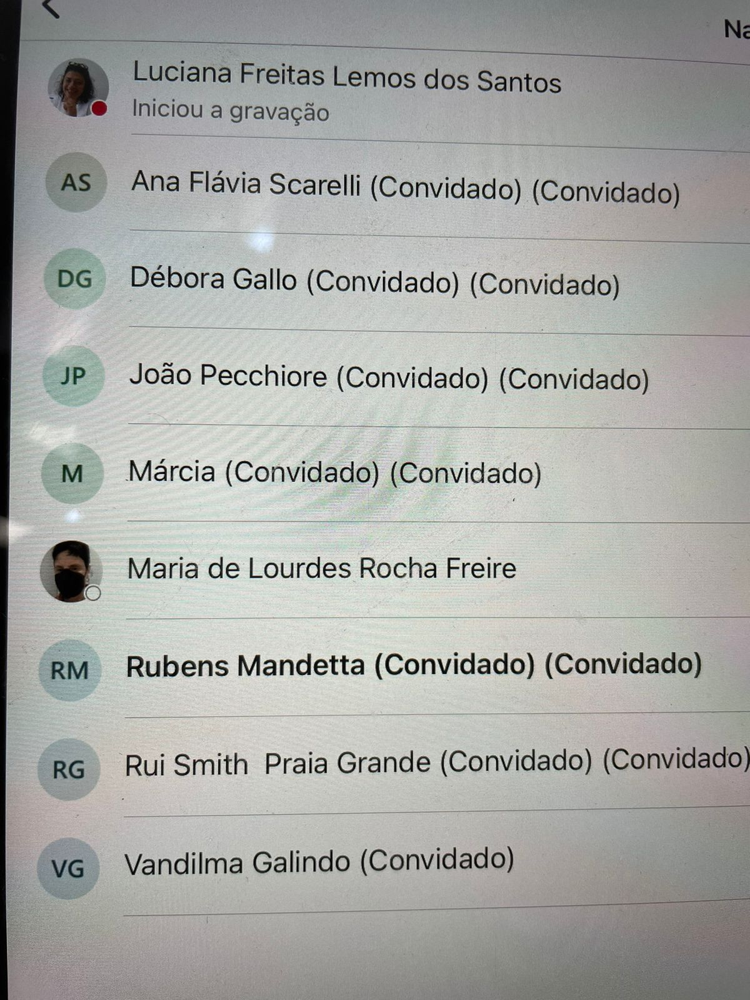 Na
Luciana Freitas Lemos dos Santos
Iniciou a gravação
AS Ana Flávia Scarelli (Convidado) (Convidado)
DG Débora Gallo (Convidado) (Convidado)
JP João Pecchiore (Convidado) (Convidado)
M Márcia (Convidado) (Convidado)
Maria de Lourdes Rocha Freire
RM Rubens Mandetta (Convidado) (Convidado)
RG Rui Smith Praia Grande (Convidado) (Convidado)
VG Vandilma Galindo (Convidado)